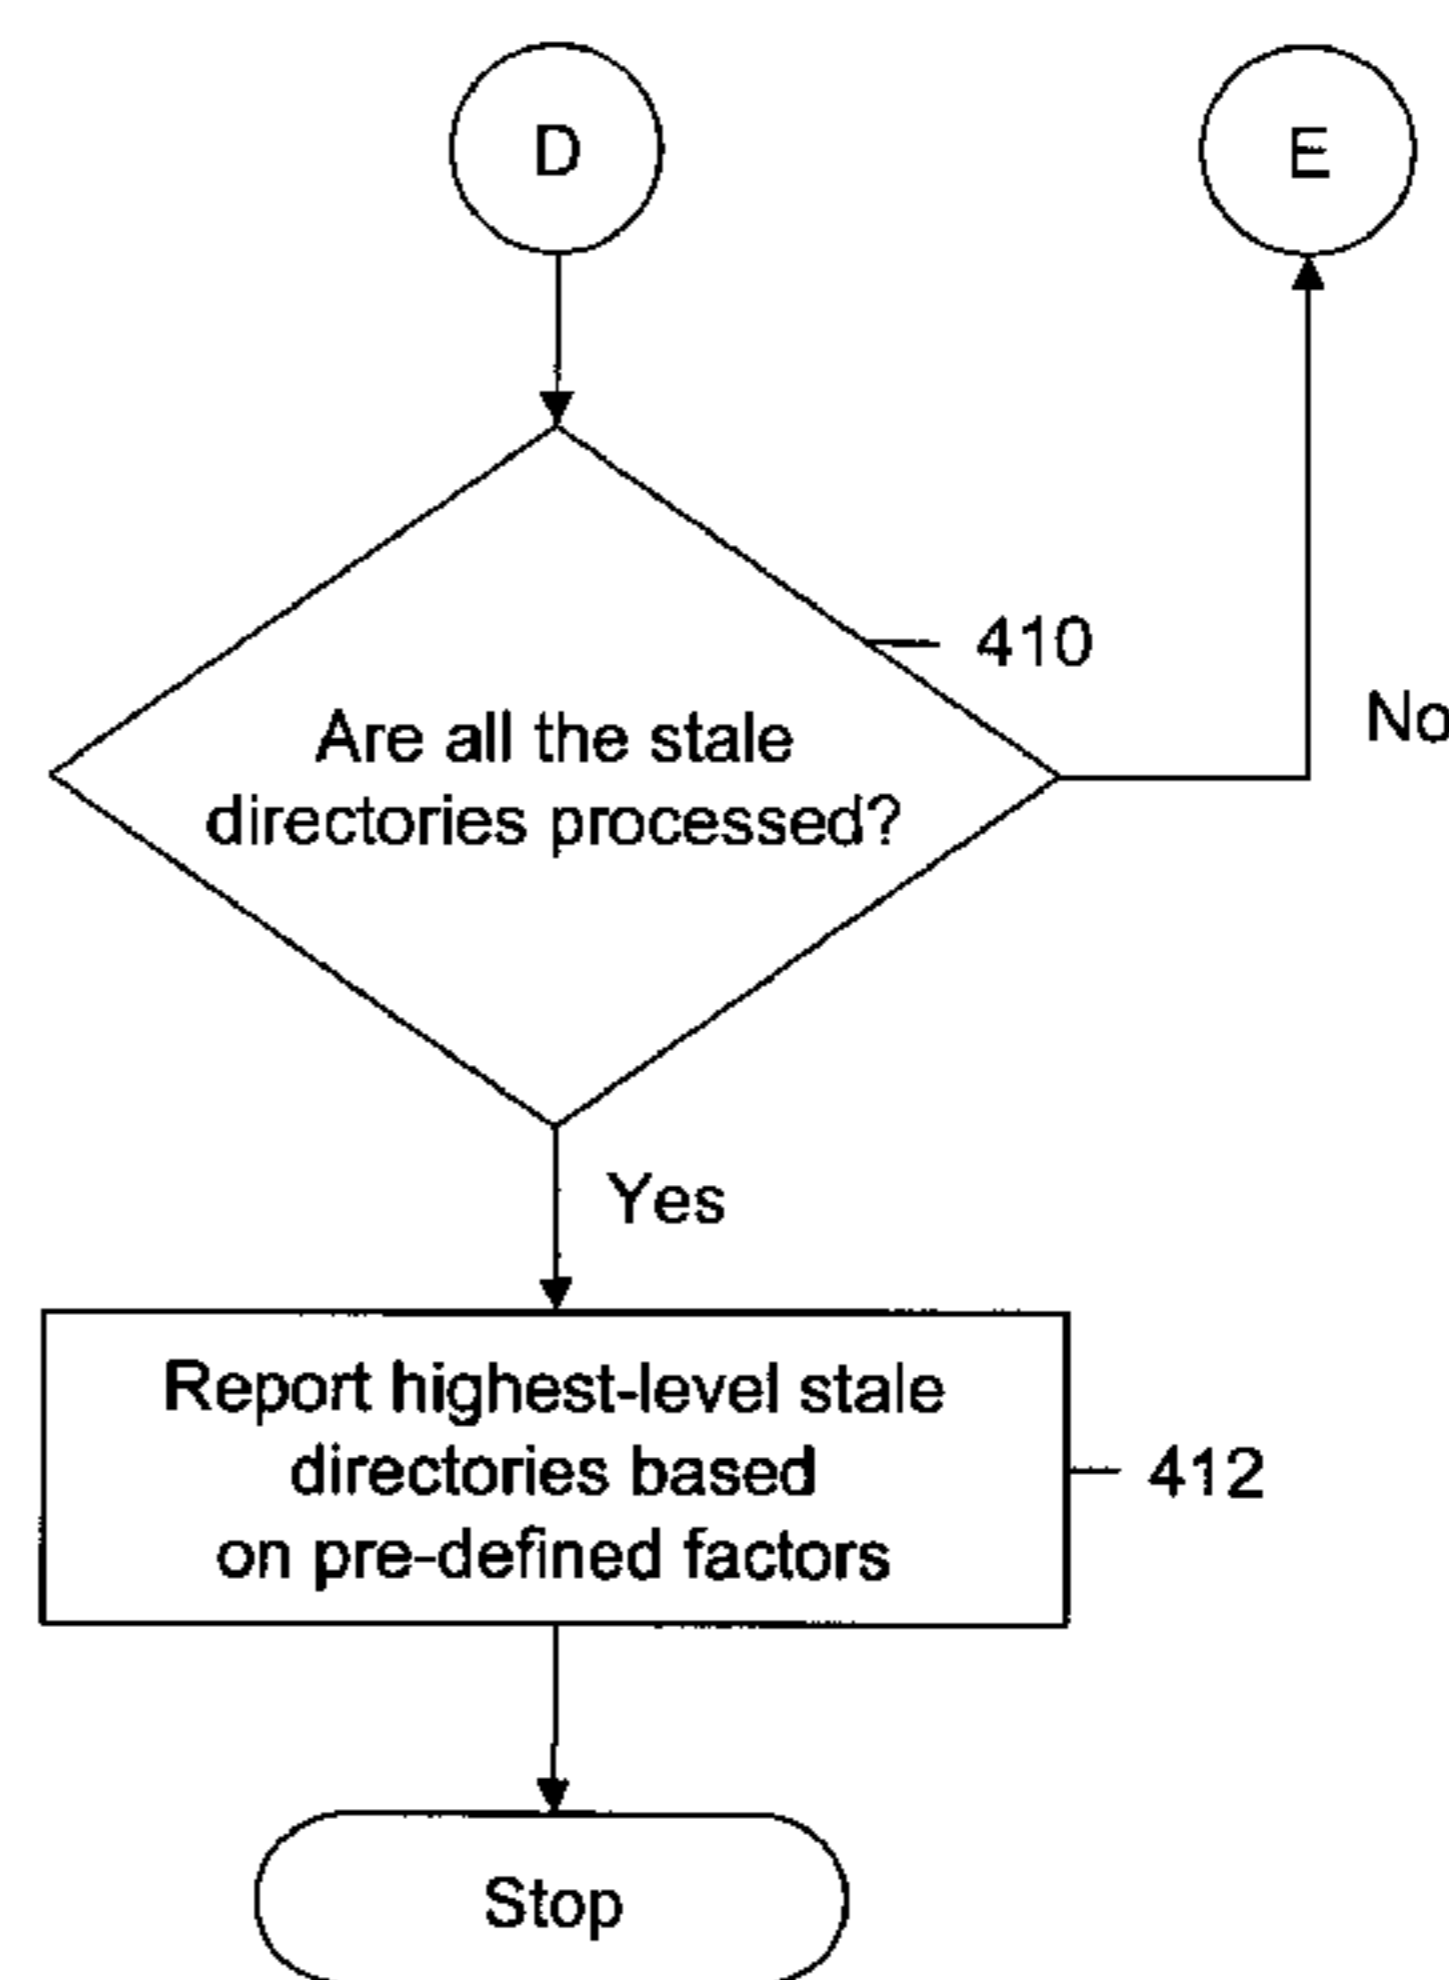 D
E
410
Are all the stale
directories processed?
No
Yes
Report highest-level stale
directories based
on pre-defined factors
412
Stop